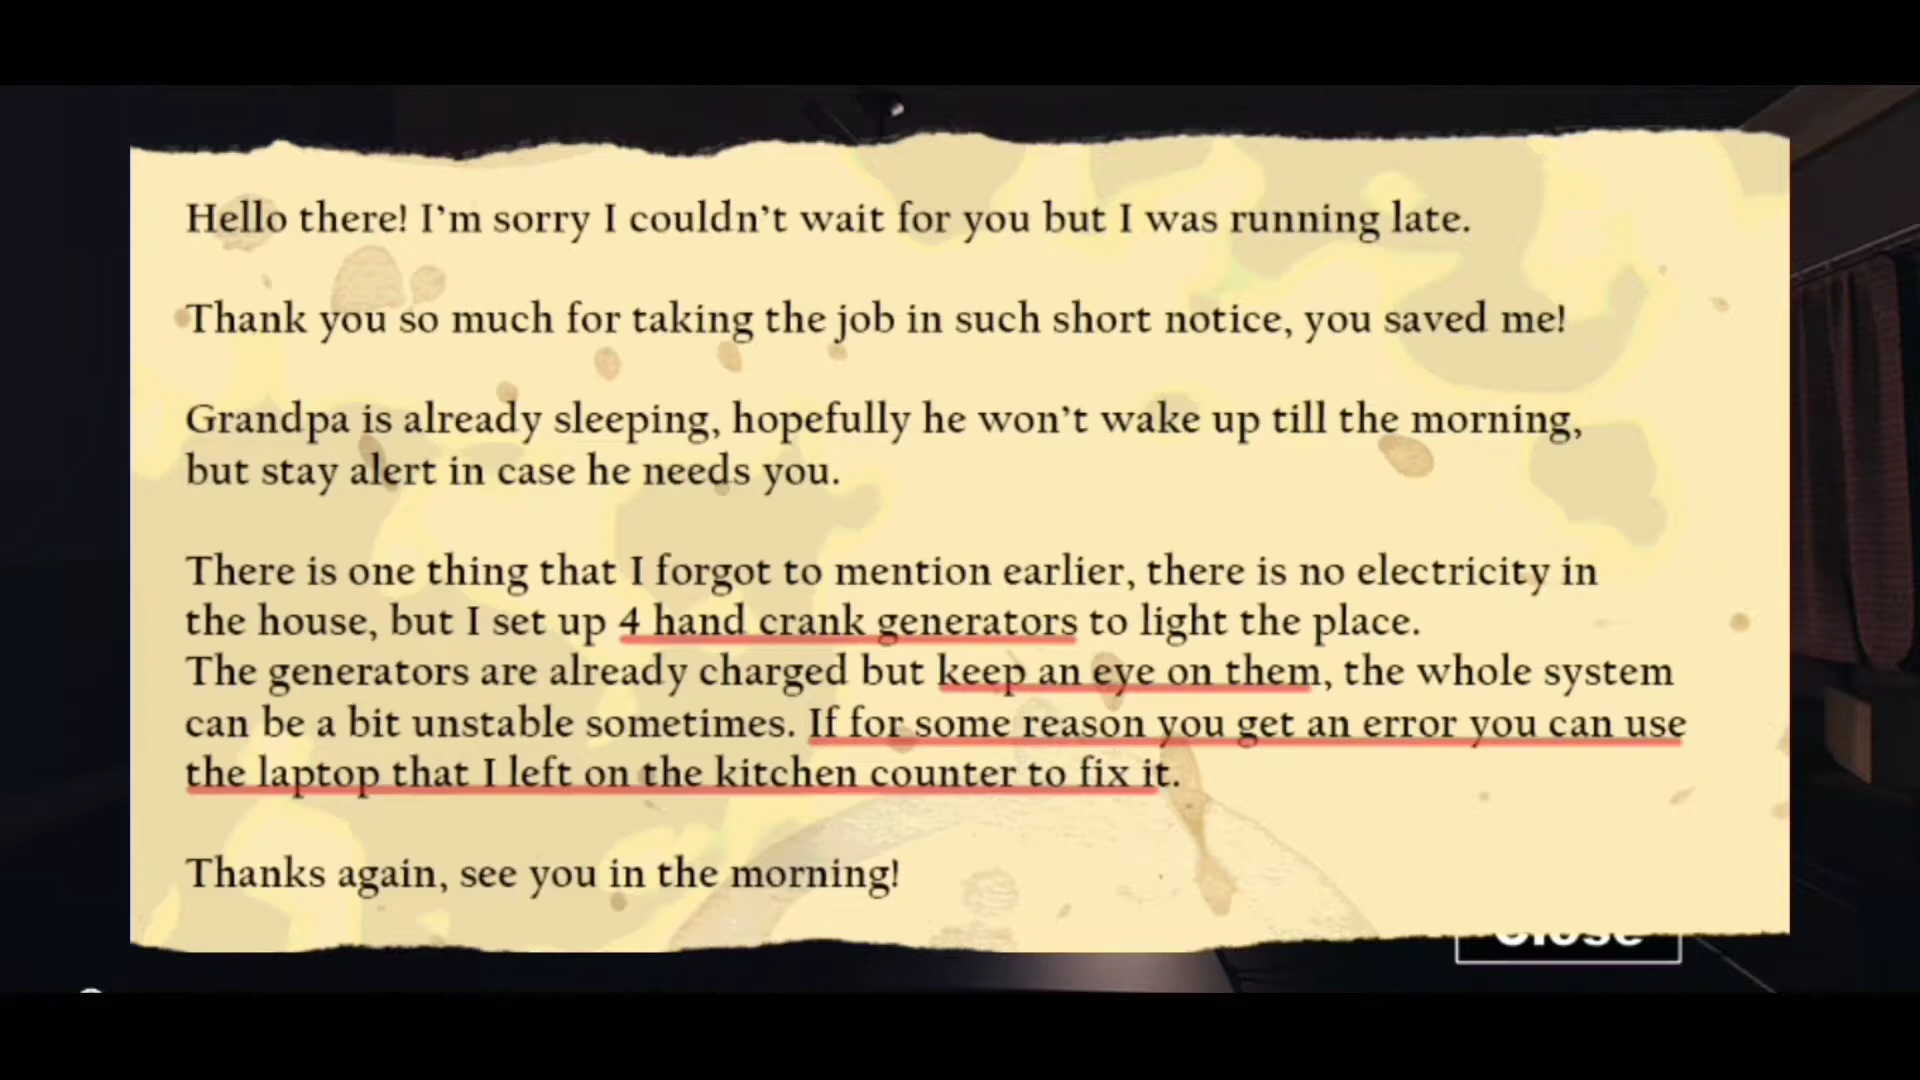 Hello there! I'm sorry I couldn't wait for you but I was running late.
Thank you so much for taking the job in such short notice, you saved me!
Grandpa is already sleeping, hopefully he won't wake up till the morning,
but stay alert in case he needs you.
There is one thing that I forgot to mention earlier, there is no electricity in
the house, but I set up 4 hand crank generators to light the place.
The generators are already charged but keep an eye on them, the whole system
can be a bit unstable sometimes. If for some reason you get an error you can use
the laptop that I left on the kitchen counter to fix it.
Thanks again, see you in the morning!
Close